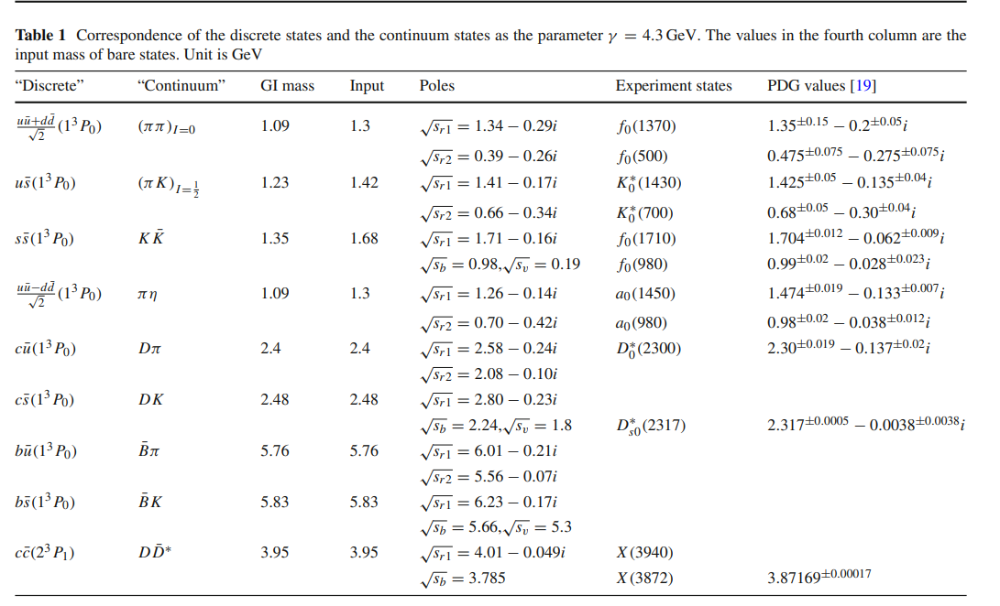 Table 1 Correspondence of the discrete states and the continuum states as the parameter γ = 4.3 GeV. The values in the fourth column are the
input mass of bare states. Unit is GeV
“Discrete” “Continuum” GI mass Input Poles Experiment states PDG values [19]
$\frac{u\bar{u}+d\bar{d}}{\sqrt{2}}(1^3P_0)$ $(\pi\pi)_{I=0}$ 1.09 1.3 $\sqrt{s_{r1}} = 1.34 - 0.29i$ $f_0(1370)$ $1.35^{\pm0.15} - 0.2^{\pm0.05}i$
$\sqrt{s_{r2}} = 0.39 - 0.26i$ $f_0(500)$ $0.475^{\pm0.075} - 0.275^{\pm0.075}i$
$u\bar{s}(1^3P_0)$ $(\pi K)_{I=\frac{1}{2}}$ 1.23 1.42 $\sqrt{s_{r1}} = 1.41 - 0.17i$ $K_0^*(1430)$ $1.425^{\pm0.05} - 0.135^{\pm0.04}i$
$\sqrt{s_{r2}} = 0.66 - 0.34i$ $K_0^*(700)$ $0.68^{\pm0.05} - 0.30^{\pm0.04}i$
$s\bar{s}(1^3P_0)$ $K\bar{K}$ 1.35 1.68 $\sqrt{s_{r1}} = 1.71 - 0.16i$ $f_0(1710)$ $1.704^{\pm0.012} - 0.062^{\pm0.009}i$
$\sqrt{s_b} = 0.98, \sqrt{s_v} = 0.19$ $f_0(980)$ $0.99^{\pm0.02} - 0.028^{\pm0.023}i$
$\frac{u\bar{u}-d\bar{d}}{\sqrt{2}}(1^3P_0)$ $\pi\eta$ 1.09 1.3 $\sqrt{s_{r1}} = 1.26 - 0.14i$ $a_0(1450)$ $1.474^{\pm0.019} - 0.133^{\pm0.007}i$
$\sqrt{s_{r2}} = 0.70 - 0.42i$ $a_0(980)$ $0.98^{\pm0.02} - 0.038^{\pm0.012}i$
$c\bar{u}(1^3P_0)$ $D\pi$ 2.4 2.4 $\sqrt{s_{r1}} = 2.58 - 0.24i$ $D_0^*(2300)$ $2.30^{\pm0.019} - 0.137^{\pm0.02}i$
$\sqrt{s_{r2}} = 2.08 - 0.10i$
$c\bar{s}(1^3P_0)$ $DK$ 2.48 2.48 $\sqrt{s_{r1}} = 2.80 - 0.23i$
$\sqrt{s_b} = 2.24, \sqrt{s_v} = 1.8$ $D_{s0}^*(2317)$ $2.317^{\pm0.0005} - 0.0038^{\pm0.0038}i$
$b\bar{u}(1^3P_0)$ $\bar{B}\pi$ 5.76 5.76 $\sqrt{s_{r1}} = 6.01 - 0.21i$
$\sqrt{s_{r2}} = 5.56 - 0.07i$
$b\bar{s}(1^3P_0)$ $\bar{B}K$ 5.83 5.83 $\sqrt{s_{r1}} = 6.23 - 0.17i$
$\sqrt{s_b} = 5.66, \sqrt{s_v} = 5.3$
$c\bar{c}(2^3P_1)$ $D\bar{D}^*$ 3.95 3.95 $\sqrt{s_{r1}} = 4.01 - 0.049i$ $X(3940)$
$\sqrt{s_b} = 3.785$ $X(3872)$ $3.87169^{\pm0.00017}$